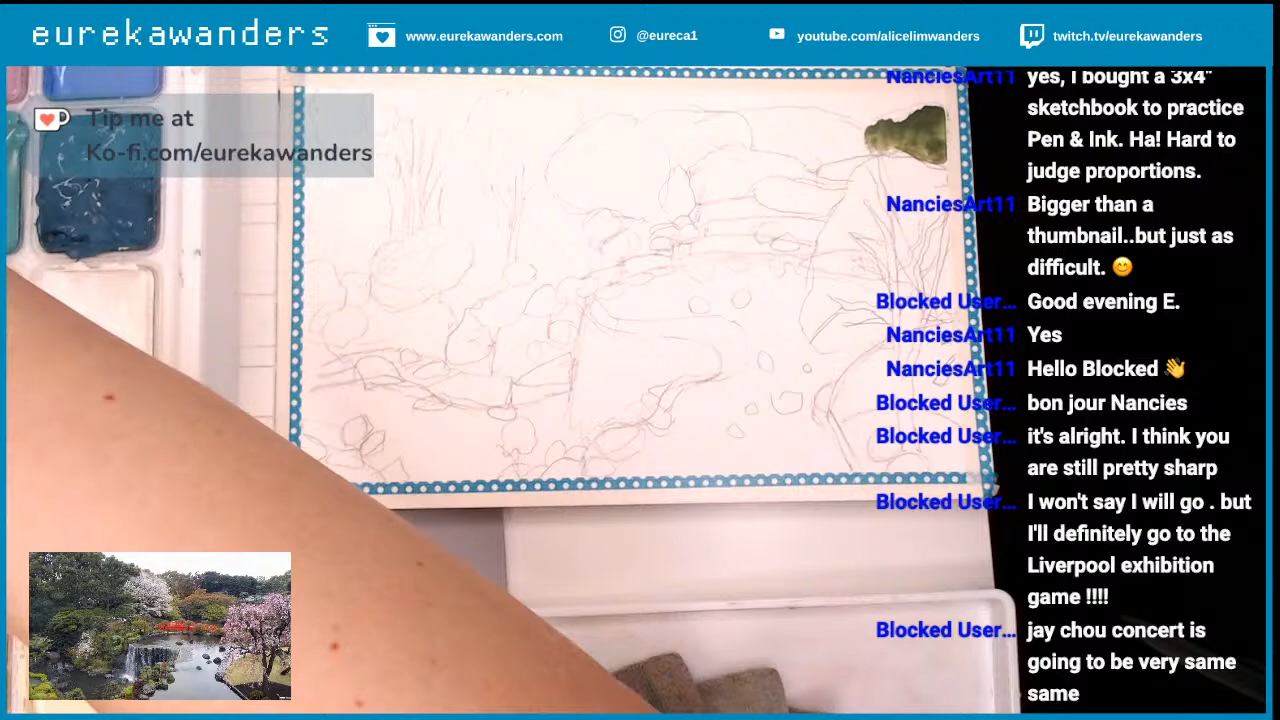 eurekawanders
www.eurekawanders.com
@eureca1
youtube.com/alicelimwanders
twitch.tv/eurekawanders
Tip me at
Ko-fi.com/eurekawanders
NanciesArt11 yes, I bought a 3x4"
sketchbook to practice
Pen & Ink. Ha! Hard to
judge proportions.
NanciesArt11 Bigger than a
thumbnail..but just as
difficult. 😊
Blocked User… Good evening E.
NanciesArt11 Yes
NanciesArt11 Hello Blocked 👋
Blocked User… bon jour Nancies
Blocked User… it's alright. I think you
are still pretty sharp
Blocked User… I won't say I will go . but
I'll definitely go to the
Liverpool exhibition
game !!!!
Blocked User… jay chou concert is
going to be very same
same